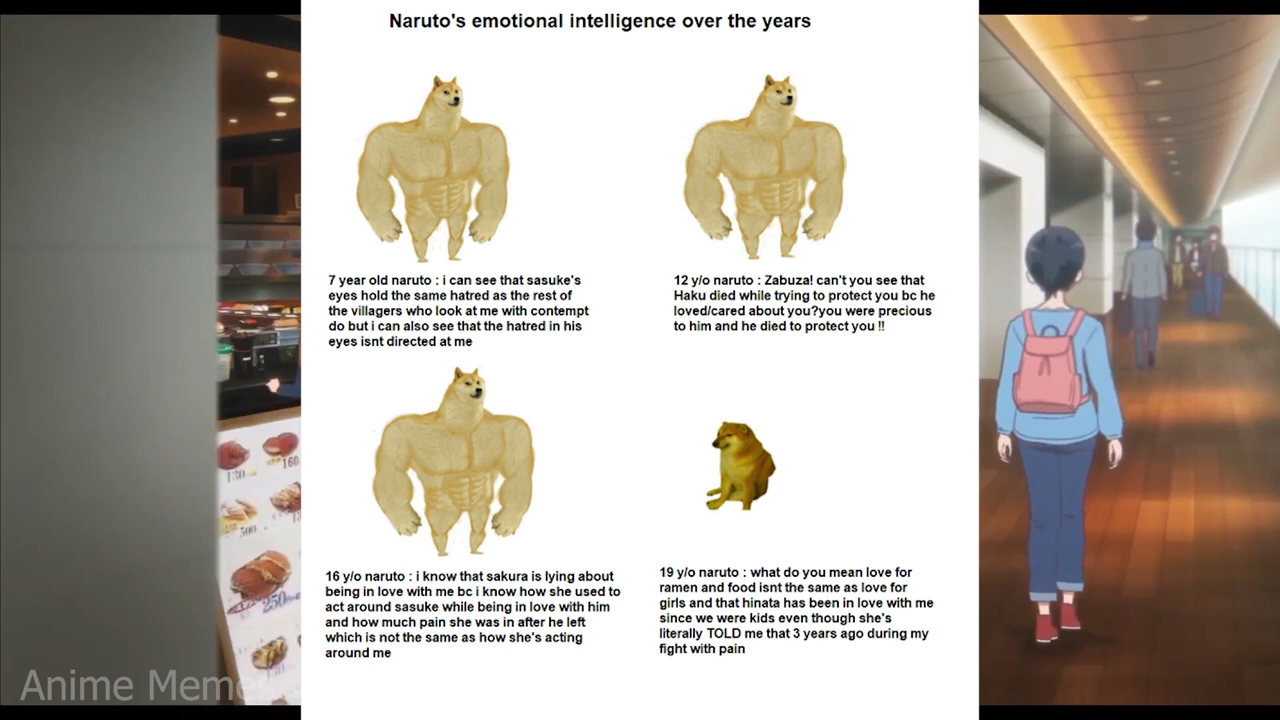 Naruto's emotional intelligence over the years
7 year old naruto : i can see that sasuke's
eyes hold the same hatred as the rest of
the villagers who look at me with contempt
do but i can also see that the hatred in his
eyes isnt directed at me
12 y/o naruto : Zabuza! can't you see that
Haku died while trying to protect you bc he
loved/cared about you?you were precious
to him and he died to protect you !!
16 y/o naruto : i know that sakura is lying about
being in love with me bc i know how she used to
act around sasuke while being in love with him
and how much pain she was in after he left
which is not the same as how she's acting
around me
19 y/o naruto : what do you mean love for
ramen and food isnt the same as love for
girls and that hinata has been in love with me
since we were kids even though she's
literally TOLD me that 3 years ago during my
fight with pain
130
160
250
Anime Memes